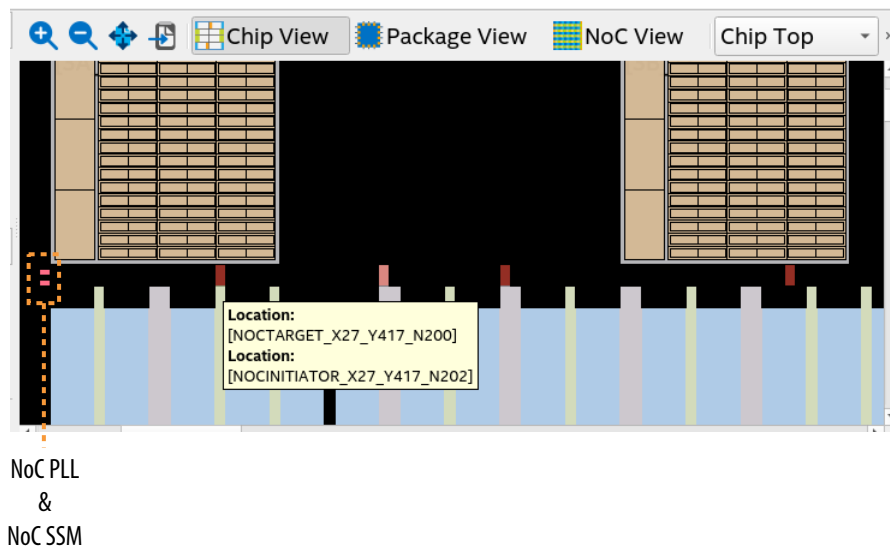 Chip View Package View NoC View Chip Top
Location:
[NOCTARGET_X27_Y417_N200]
Location:
[NOCINITIATOR_X27_Y417_N202]
NoC PLL
&
NoC SSM